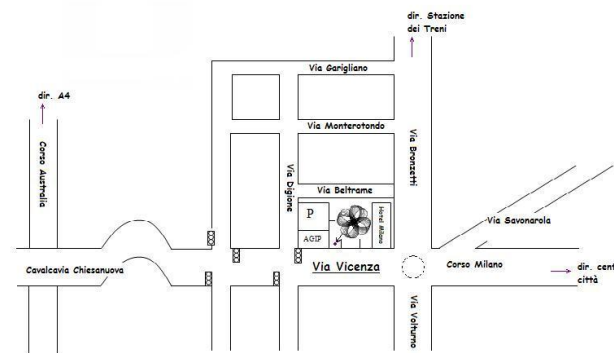 dir. Stazione
dei Treni
Via Garigliano
dir. A4
Via Monterotondo
Corso Australia
Via Digione
Via Bronzetti
Via Beltrame
P
Hotel Milano
Via Savonarola
AGIP
Via Vicenza
Corso Milano
Cavalcavia Chiesanuova
dir. cent
città
Via Volturno